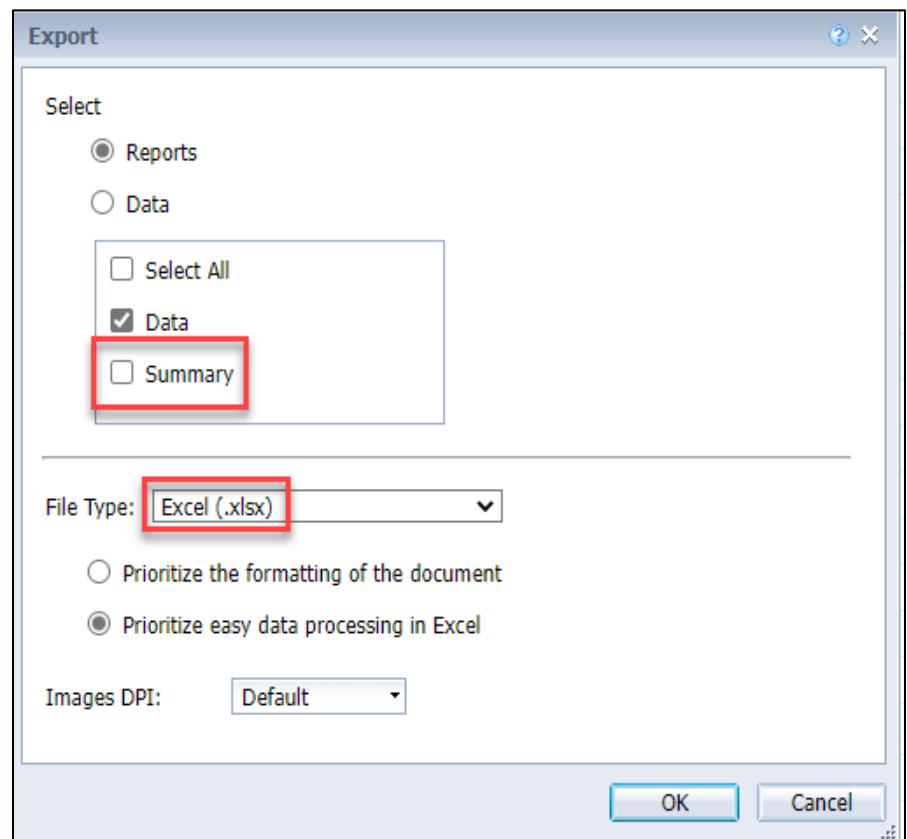 Export
Select
Reports
Data
Select All
Data
Summary
File Type: Excel (.xlsx)
Prioritize the formatting of the document
Prioritize easy data processing in Excel
Images DPI: Default
OK Cancel